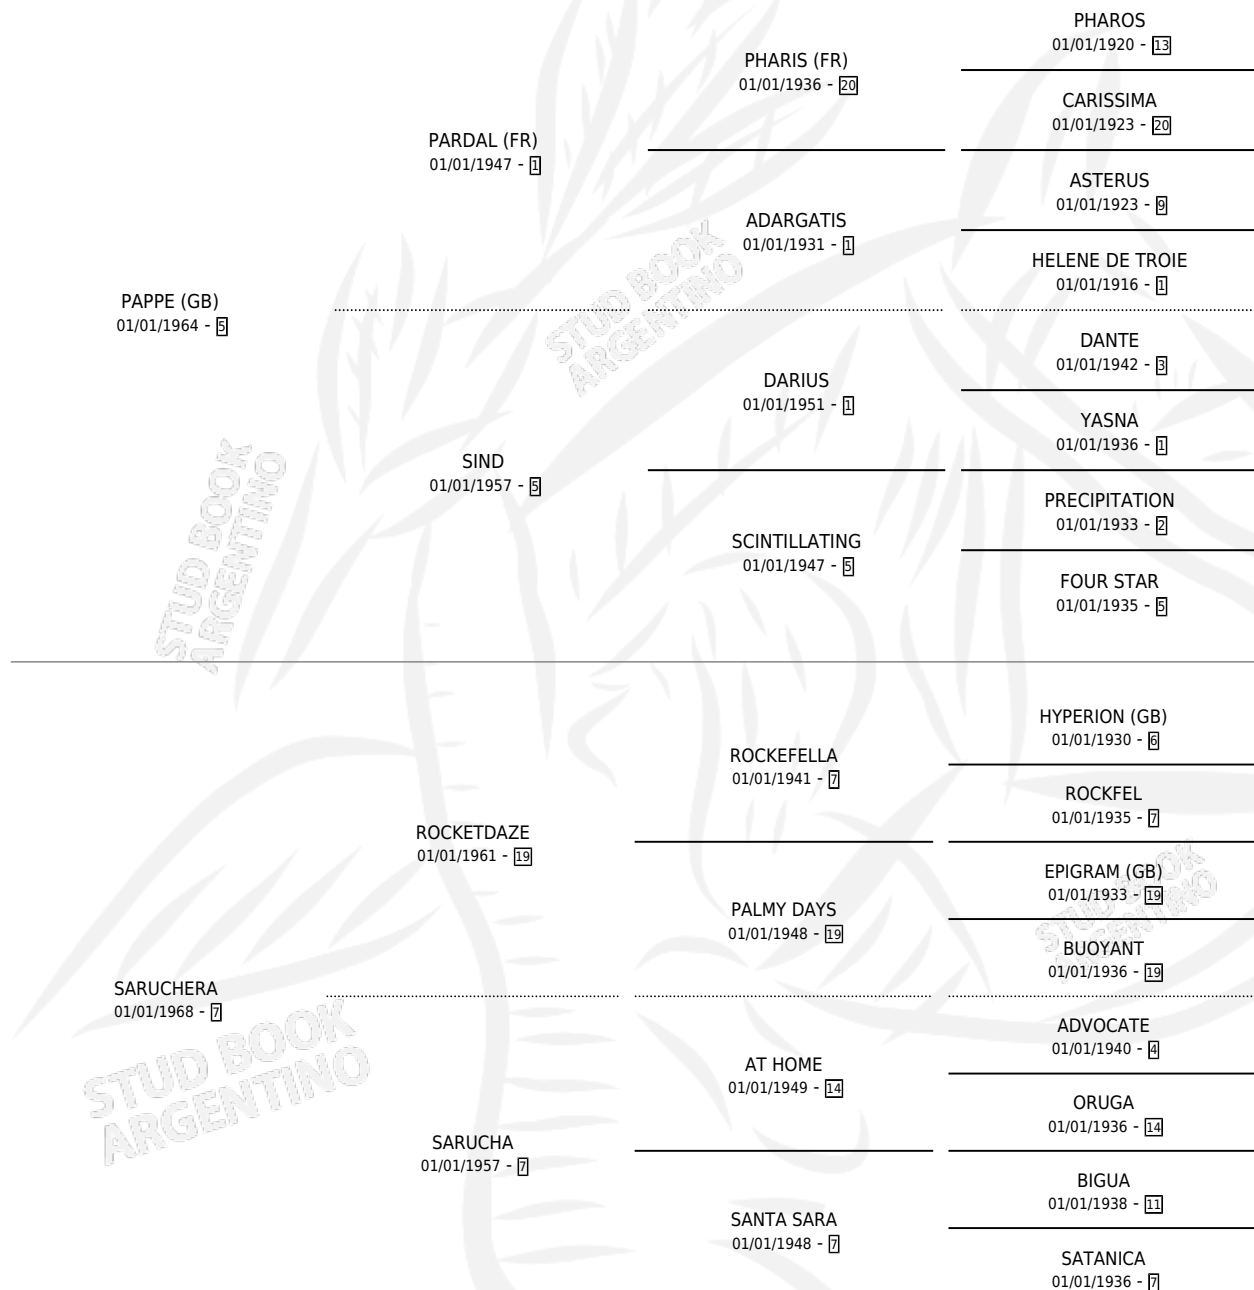 PHAROS
01/01/1920 - 13
PHARIS (FR)
01/01/1936 - 20
CARISSIMA
01/01/1923 - 20
PARDAL (FR)
01/01/1947 - 1
ASTERUS
01/01/1923 - 9
ADARGATIS
01/01/1931 - 1
HELENE DE TROIE
01/01/1916 - 1
PAPPE (GB)
01/01/1964 - 5
DANTE
01/01/1942 - 3
DARIUS
01/01/1951 - 1
YASNA
01/01/1936 - 1
SIND
01/01/1957 - 5
PRECIPITATION
01/01/1933 - 2
SCINTILLATING
01/01/1947 - 5
FOUR STAR
01/01/1935 - 5
HYPERION (GB)
01/01/1930 - 6
ROCKEFELLA
01/01/1941 - 7
ROCKFEL
01/01/1935 - 7
ROCKETDAZE
01/01/1961 - 19
EPIGRAM (GB)
01/01/1933 - 19
PALMY DAYS
01/01/1948 - 19
BUOYANT
01/01/1936 - 19
SARUCHERA
01/01/1968 - 7
ADVOCATE
01/01/1940 - 4
AT HOME
01/01/1949 - 14
ORUGA
01/01/1936 - 14
SARUCHA
01/01/1957 - 7
BIGUA
01/01/1938 - 11
SANTA SARA
01/01/1948 - 7
SATANICA
01/01/1936 - 7
STUD BOOK
ARGENTINO
STUD BOOK
ARGENTINO
STUD BOOK
ARGENTINO
STUD BOOK
ARGENTINO